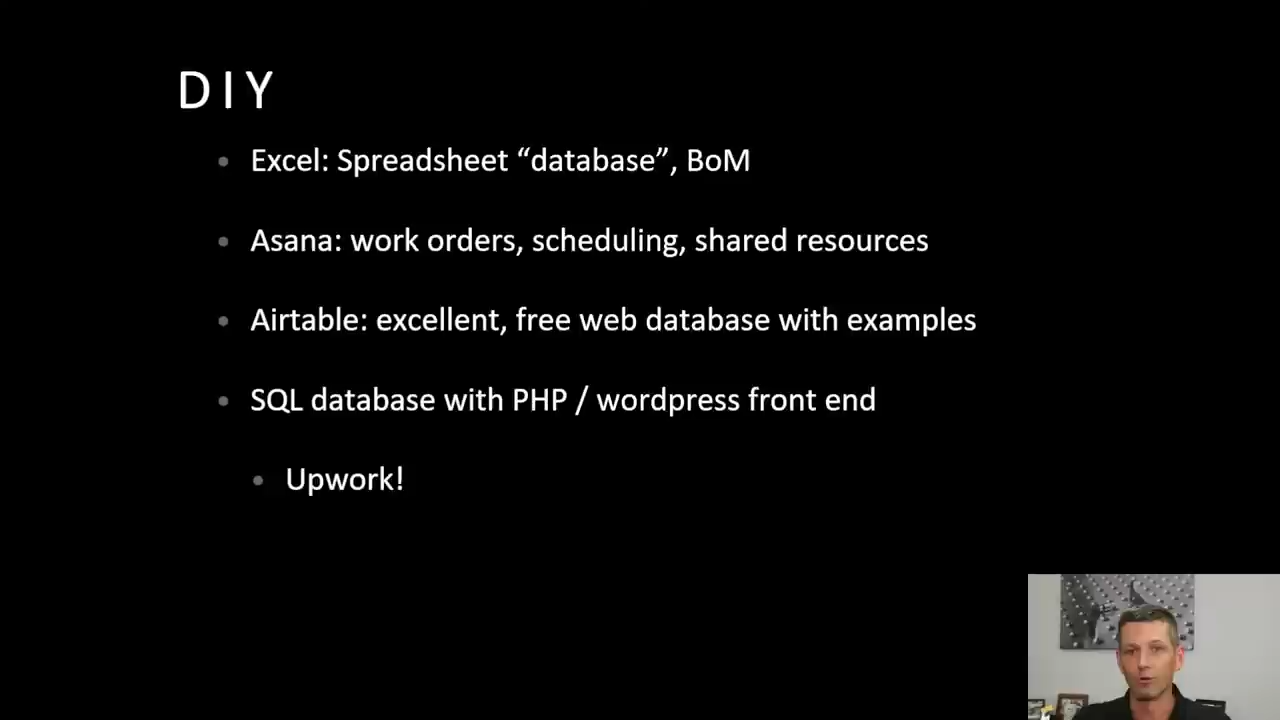 DIY
Excel: Spreadsheet “database”, BoM
Asana: work orders, scheduling, shared resources
Airtable: excellent, free web database with examples
SQL database with PHP / wordpress front end
Upwork!